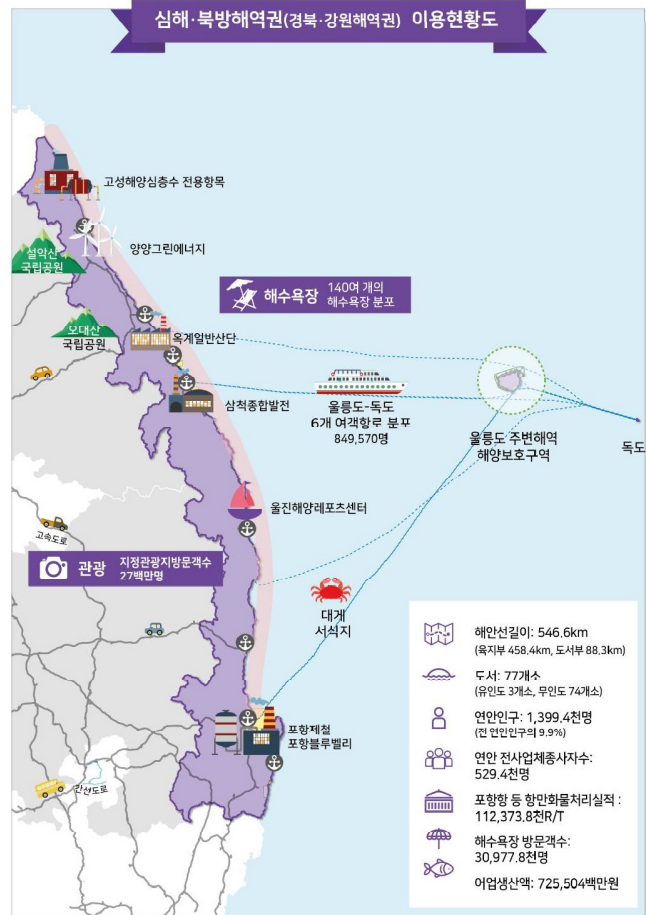 심해·북방해역권(경북·강원해역권) 이용현황도
고성해양심층수 전용항목
양양그린에너지
설악산
국립공원
해수욕장
140여 개의
해수욕장 분포
오대산
국립공원
옥계일반산단
삼척종합발전
울릉도-독도
6개 여객항로 분포
849,570명
울릉도 주변해역
해양보호구역
독도
울진해양레포츠센터
고속도로
관광
지정관광지방문객수
27백만명
대게
서식지
포항제철
포항블루밸리
간선도로
해안선길이: 546.6km
(육지부 458.4km, 도서부 88.3km)
도서: 77개소
(유인도 3개소, 무인도 74개소)
연안인구: 1,399.4천명
(전 연안인구의 9.9%)
연안 전사업체종사자수:
529.4천명
포항항 등 항만화물처리실적 :
112,373.8천R/T
해수욕장 방문객수:
30,977.8천명
어업생산액: 725,504백만원